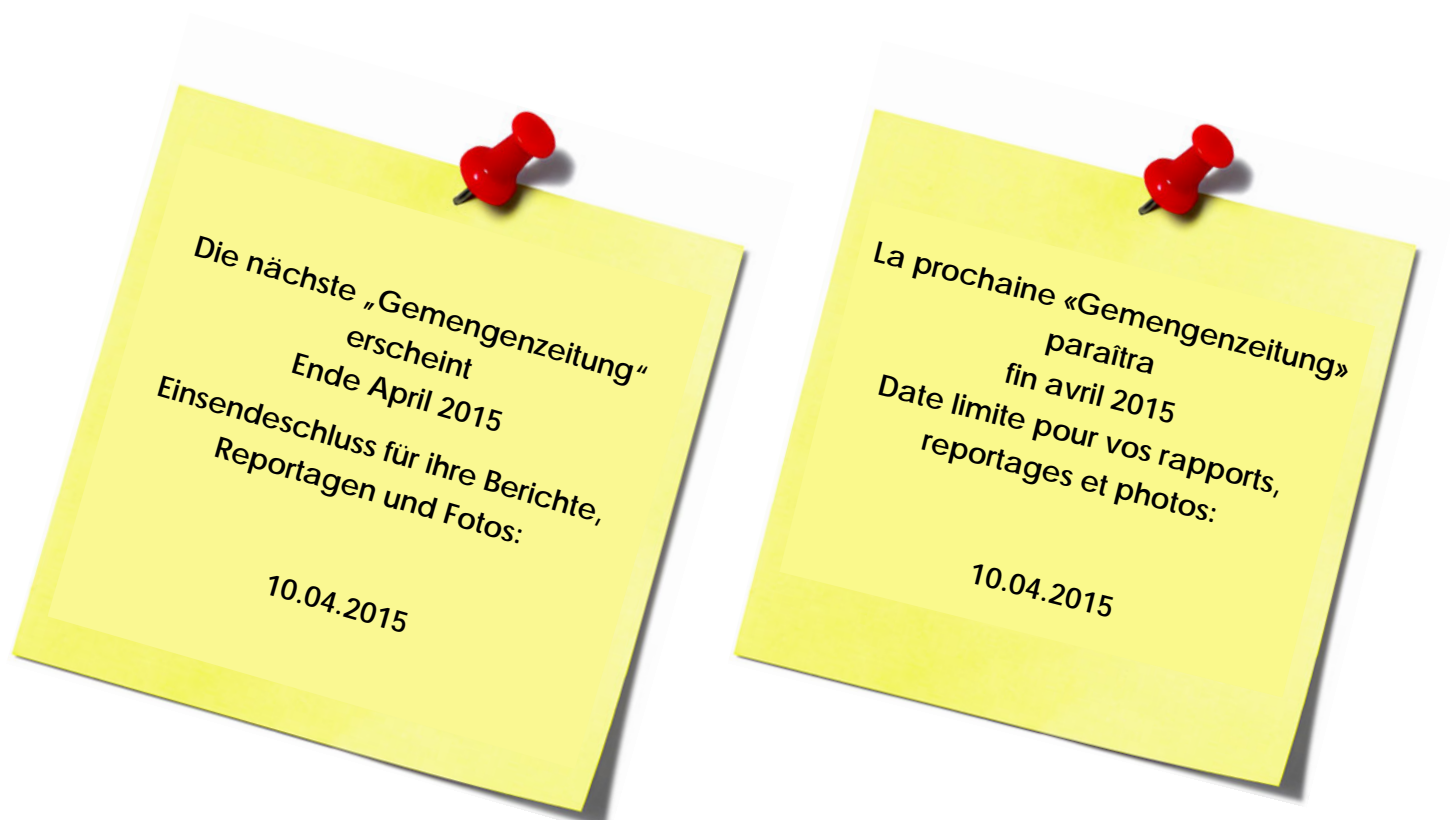 Die nächste „Gemengenzeitung“
erscheint
Ende April 2015
Einsendeschluss für ihre Berichte,
Reportagen und Fotos:
10.04.2015
La prochaine «Gemengenzeitung»
paraîtra
fin avril 2015
Date limite pour vos rapports,
reportages et photos:
10.04.2015